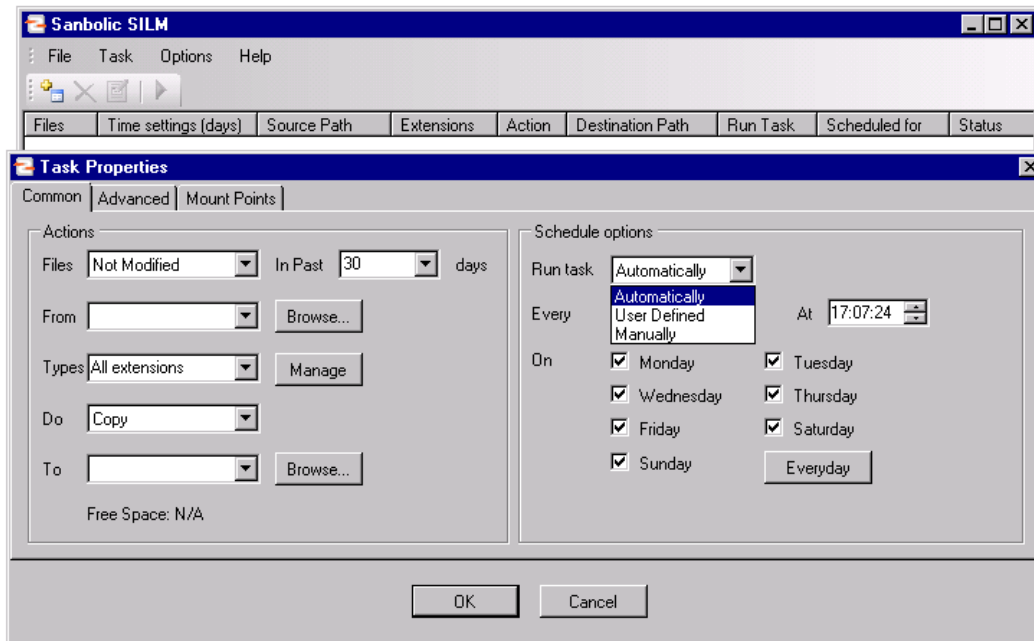 Sanbolic SILM
File Task Options Help
Files Time settings (days) Source Path Extensions Action Destination Path Run Task Scheduled for Status
Task Properties
Common Advanced Mount Points
Actions
Files Not Modified In Past 30 days
From Browse...
Types All extensions Manage
Do Copy
To Browse...
Free Space: N/A
Schedule options
Run task Automatically
Automatically
User Defined
Manually
Every At 17:07:24
On Monday Tuesday
Wednesday Thursday
Friday Saturday
Sunday Everyday
OK Cancel